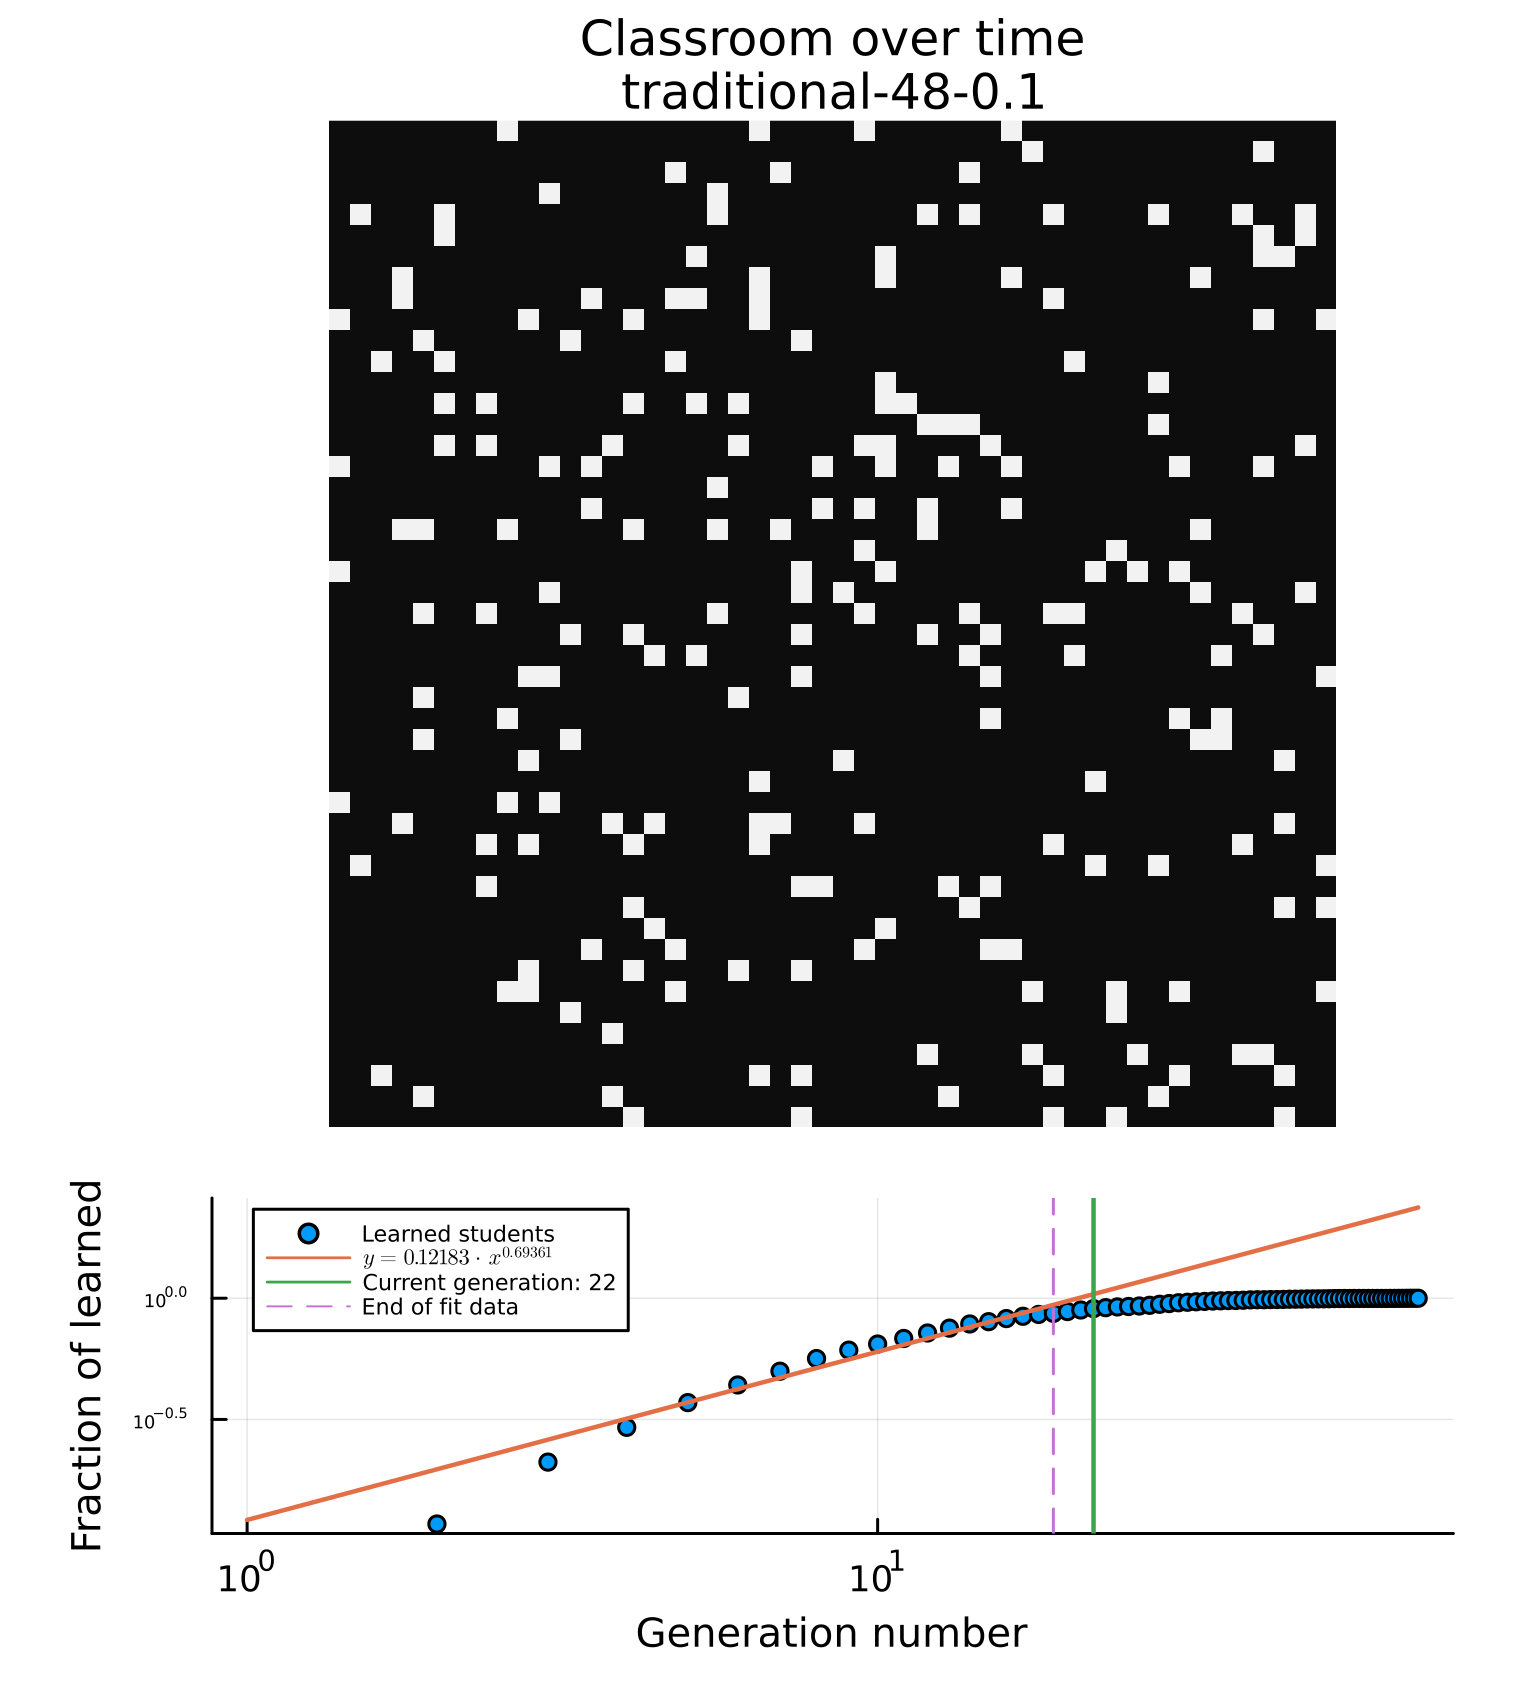 Classroom over time
traditional-48-0.1
Fraction of learned
Learned students
y = 0.12183 · x^0.69361
Current generation: 22
End of fit data
10^0.0
10^−0.5
10^0 10^1
Generation number